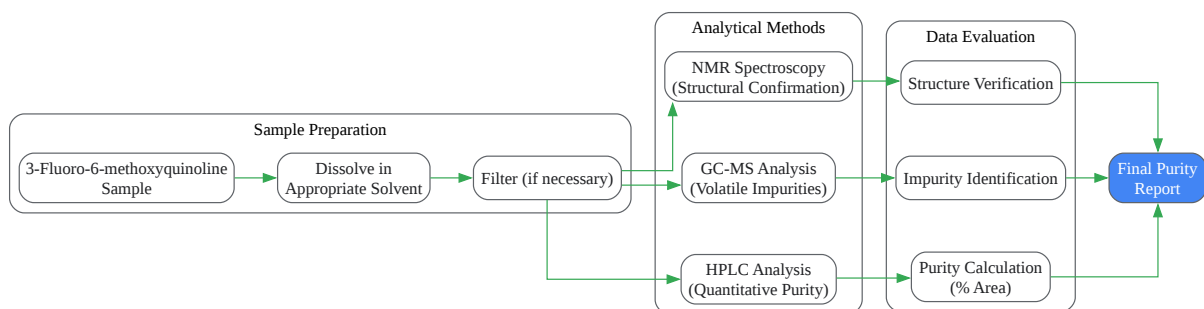 Sample Preparation
3-Fluoro-6-methoxyquinoline
Sample
Dissolve in
Appropriate Solvent
Filter (if necessary)
Analytical Methods
NMR Spectroscopy
(Structural Confirmation)
GC-MS Analysis
(Volatile Impurities)
HPLC Analysis
(Quantitative Purity)
Data Evaluation
Structure Verification
Impurity Identification
Purity Calculation
(% Area)
Final Purity
Report